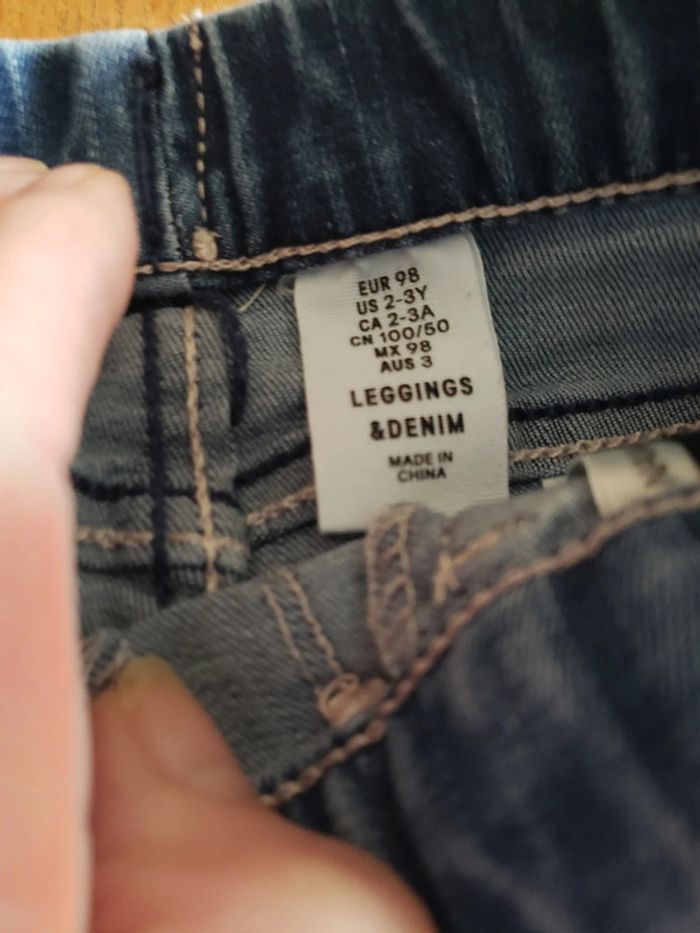 EUR 98
US 2-3Y
CA 2-3A
CN 100/50
MX 98
AUS 3
LEGGINGS
&DENIM
MADE IN
CHINA